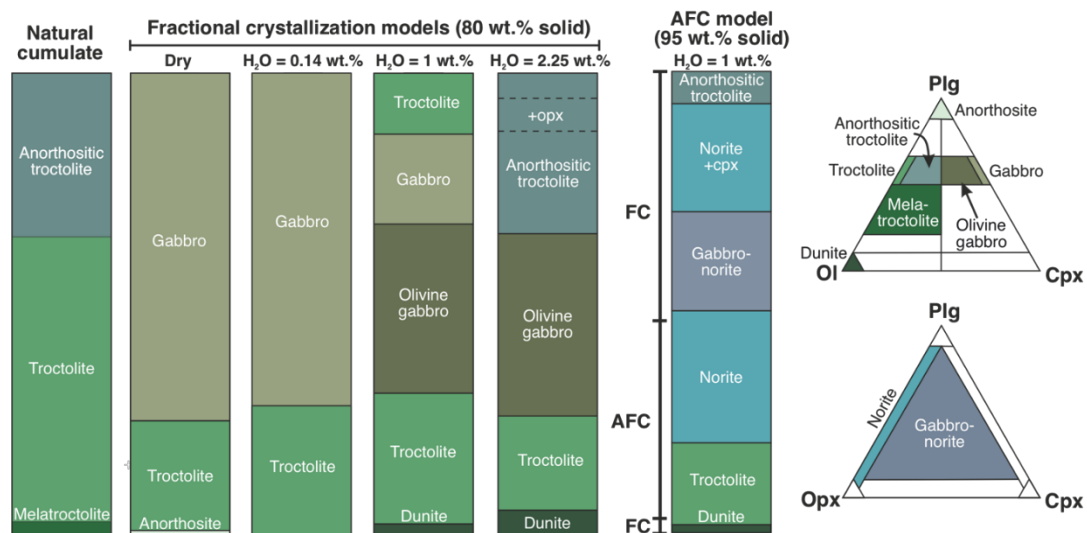 Natural
cumulate
Fractional crystallization models (80 wt.% solid)
Dry
H₂O = 0.14 wt.%
H₂O = 1 wt.%
H₂O = 2.25 wt.%
AFC model
(95 wt.% solid)
H₂O = 1 wt.%
Anorthositic
troctolite
Troctolite
Melatroctolite
Gabbro
Troctolite
Anorthosite
Gabbro
Troctolite
Troctolite
Gabbro
Olivine
gabbro
Troctolite
Dunite
+opx
Anorthositic
troctolite
Olivine
gabbro
Troctolite
Dunite
FC
AFC
FC
Anorthositic
troctolite
Norite
+cpx
Gabbro-
norite
Norite
Troctolite
Dunite
Plg
Anorthosite
Anorthositic
troctolite
Troctolite
Gabbro
Mela-
troctolite
Olivine
gabbro
Dunite
Ol
Cpx
Plg
Norite
Gabbro-
norite
Opx
Cpx